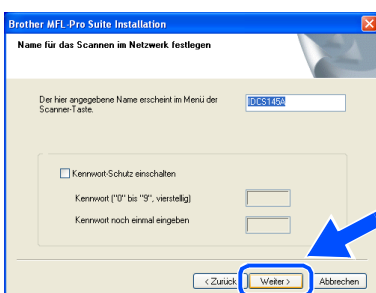 Brother MFL-Pro Suite Installation
Name für das Scannen im Netzwerk festlegen
Der hier angegebene Name erscheint im Menü der
Scanner-Taste.
IDCS145A
Kennwort-Schutz einschalten
Kennwort ("0" bis "9", vierstellig)
Kennwort noch einmal eingeben
< Zurück
Weiter >
Abbrechen